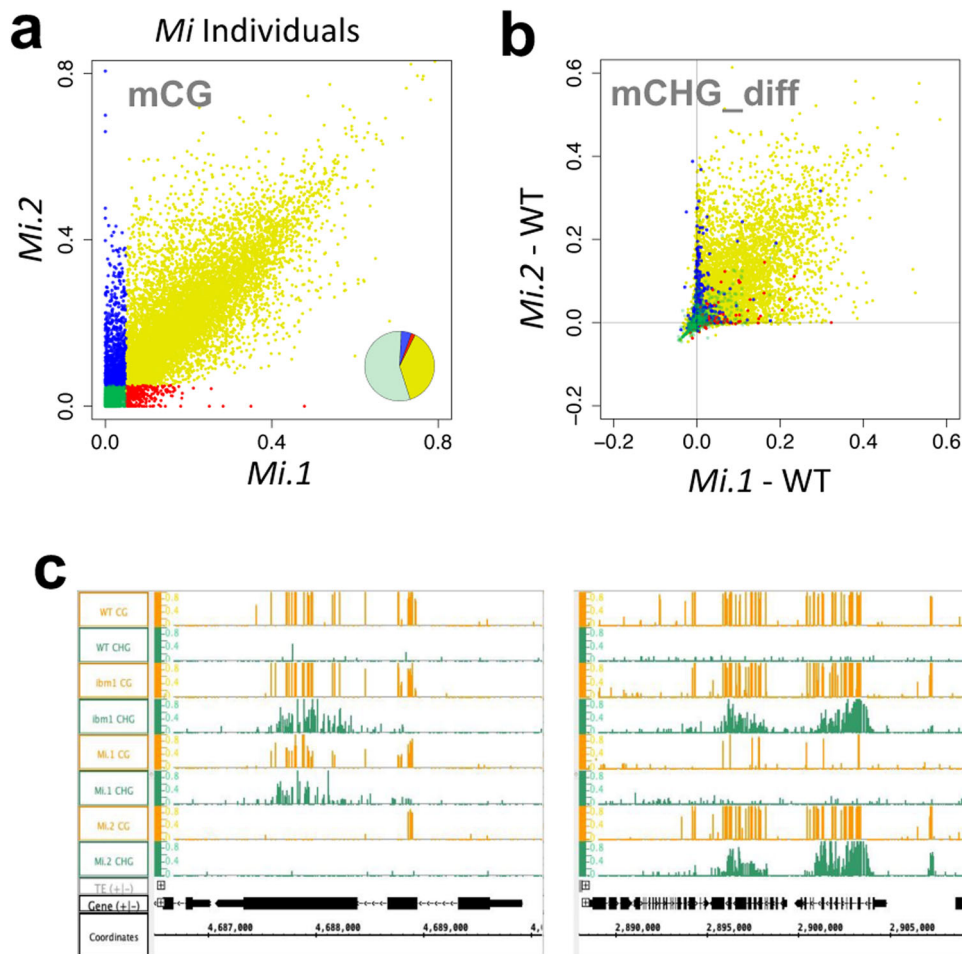 a
Mi Individuals
mCG
0.8
0.4
0.0
Mi.2
0.0 0.4 0.8
Mi.1
b
mCHG_diff
0.6
0.4
0.2
0.0
−0.2
Mi.2 - WT
−0.2 0.0 0.2 0.4 0.6
Mi.1 - WT
c
WT CG
WT CHG
ibm1 CG
ibm1 CHG
Mi.1 CG
Mi.1 CHG
Mi.2 CG
Mi.2 CHG
TE (+|−)
Gene (+|−)
Coordinates
0.8
0.4
4,687,000 4,688,000 4,689,000
2,890,000 2,895,000 2,900,000 2,905,000